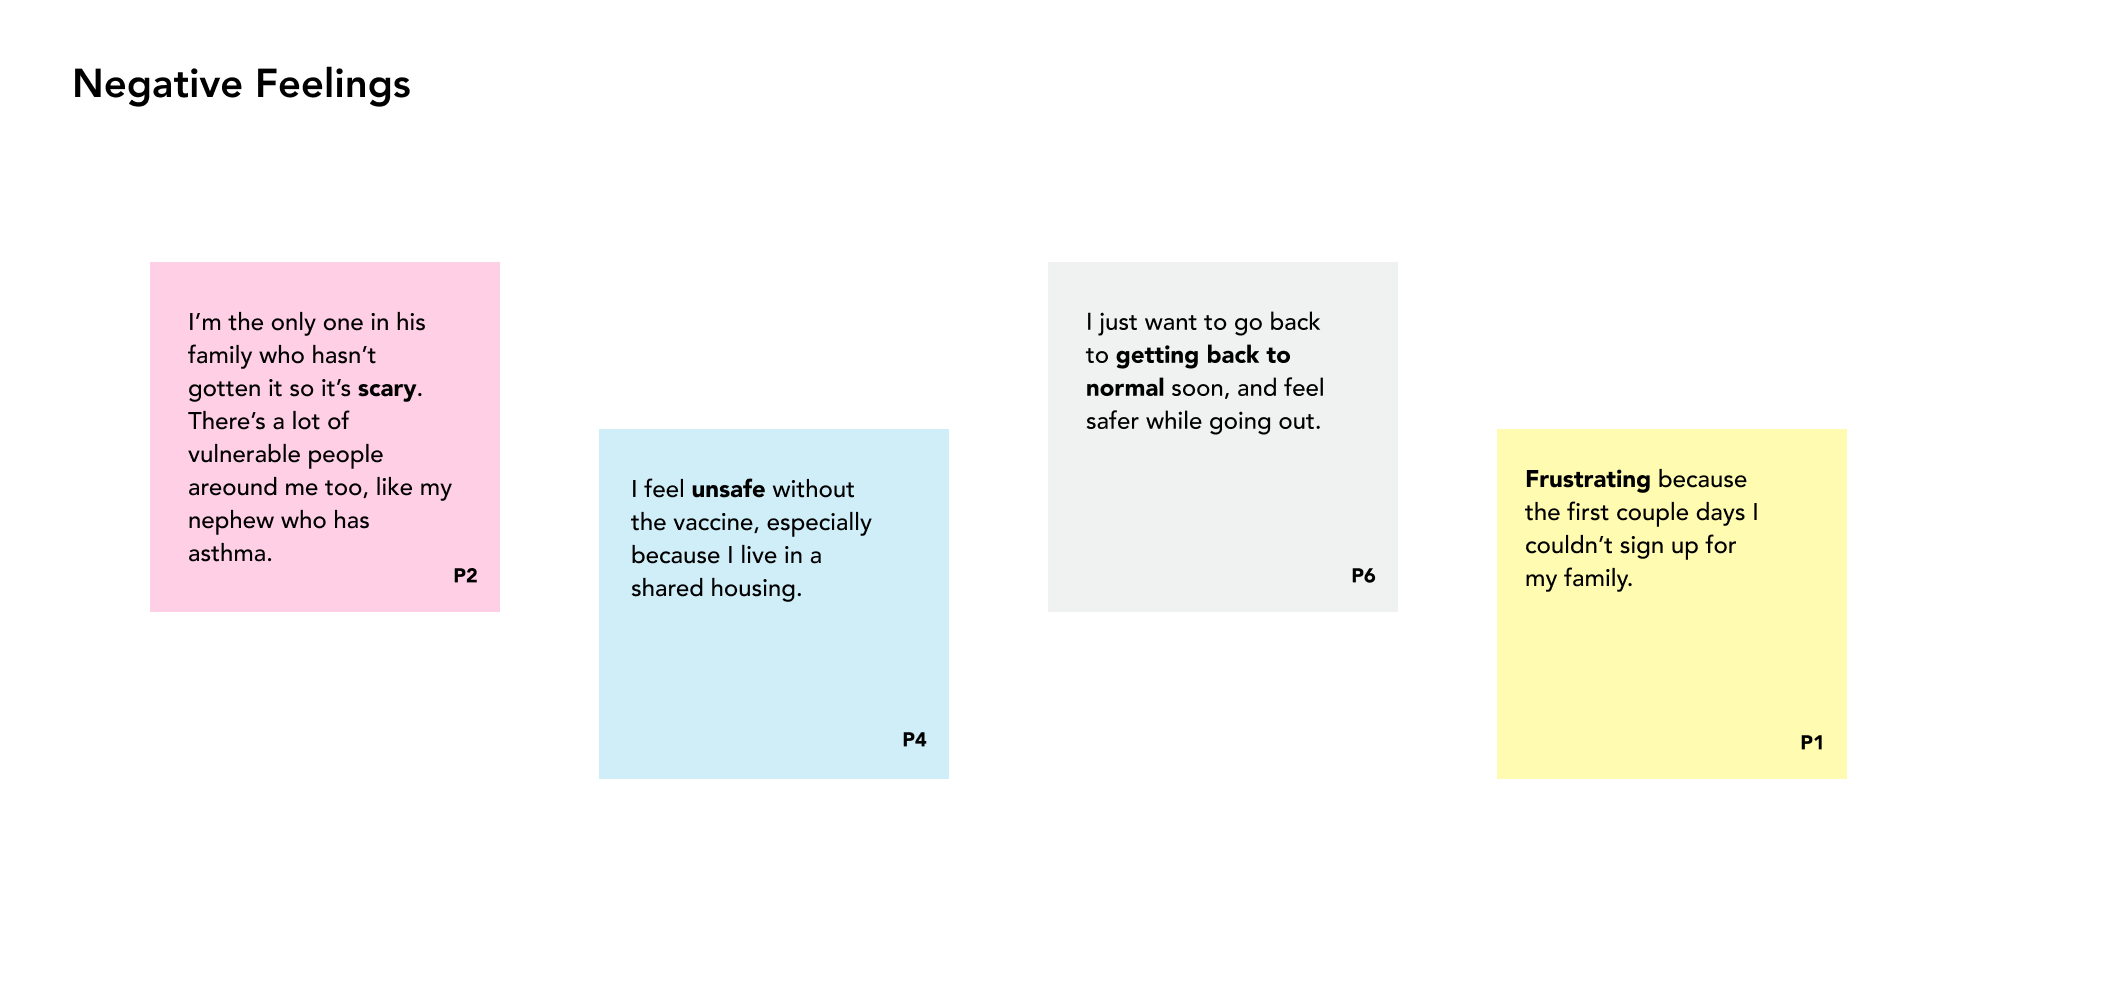 Negative Feelings
I’m the only one in his
family who hasn’t
gotten it so it’s scary.
There’s a lot of
vulnerable people
areound me too, like my
nephew who has
asthma.
P2
I feel unsafe without
the vaccine, especially
because I live in a
shared housing.
P4
I just want to go back
to getting back to
normal soon, and feel
safer while going out.
P6
Frustrating because
the first couple days I
couldn’t sign up for
my family.
P1